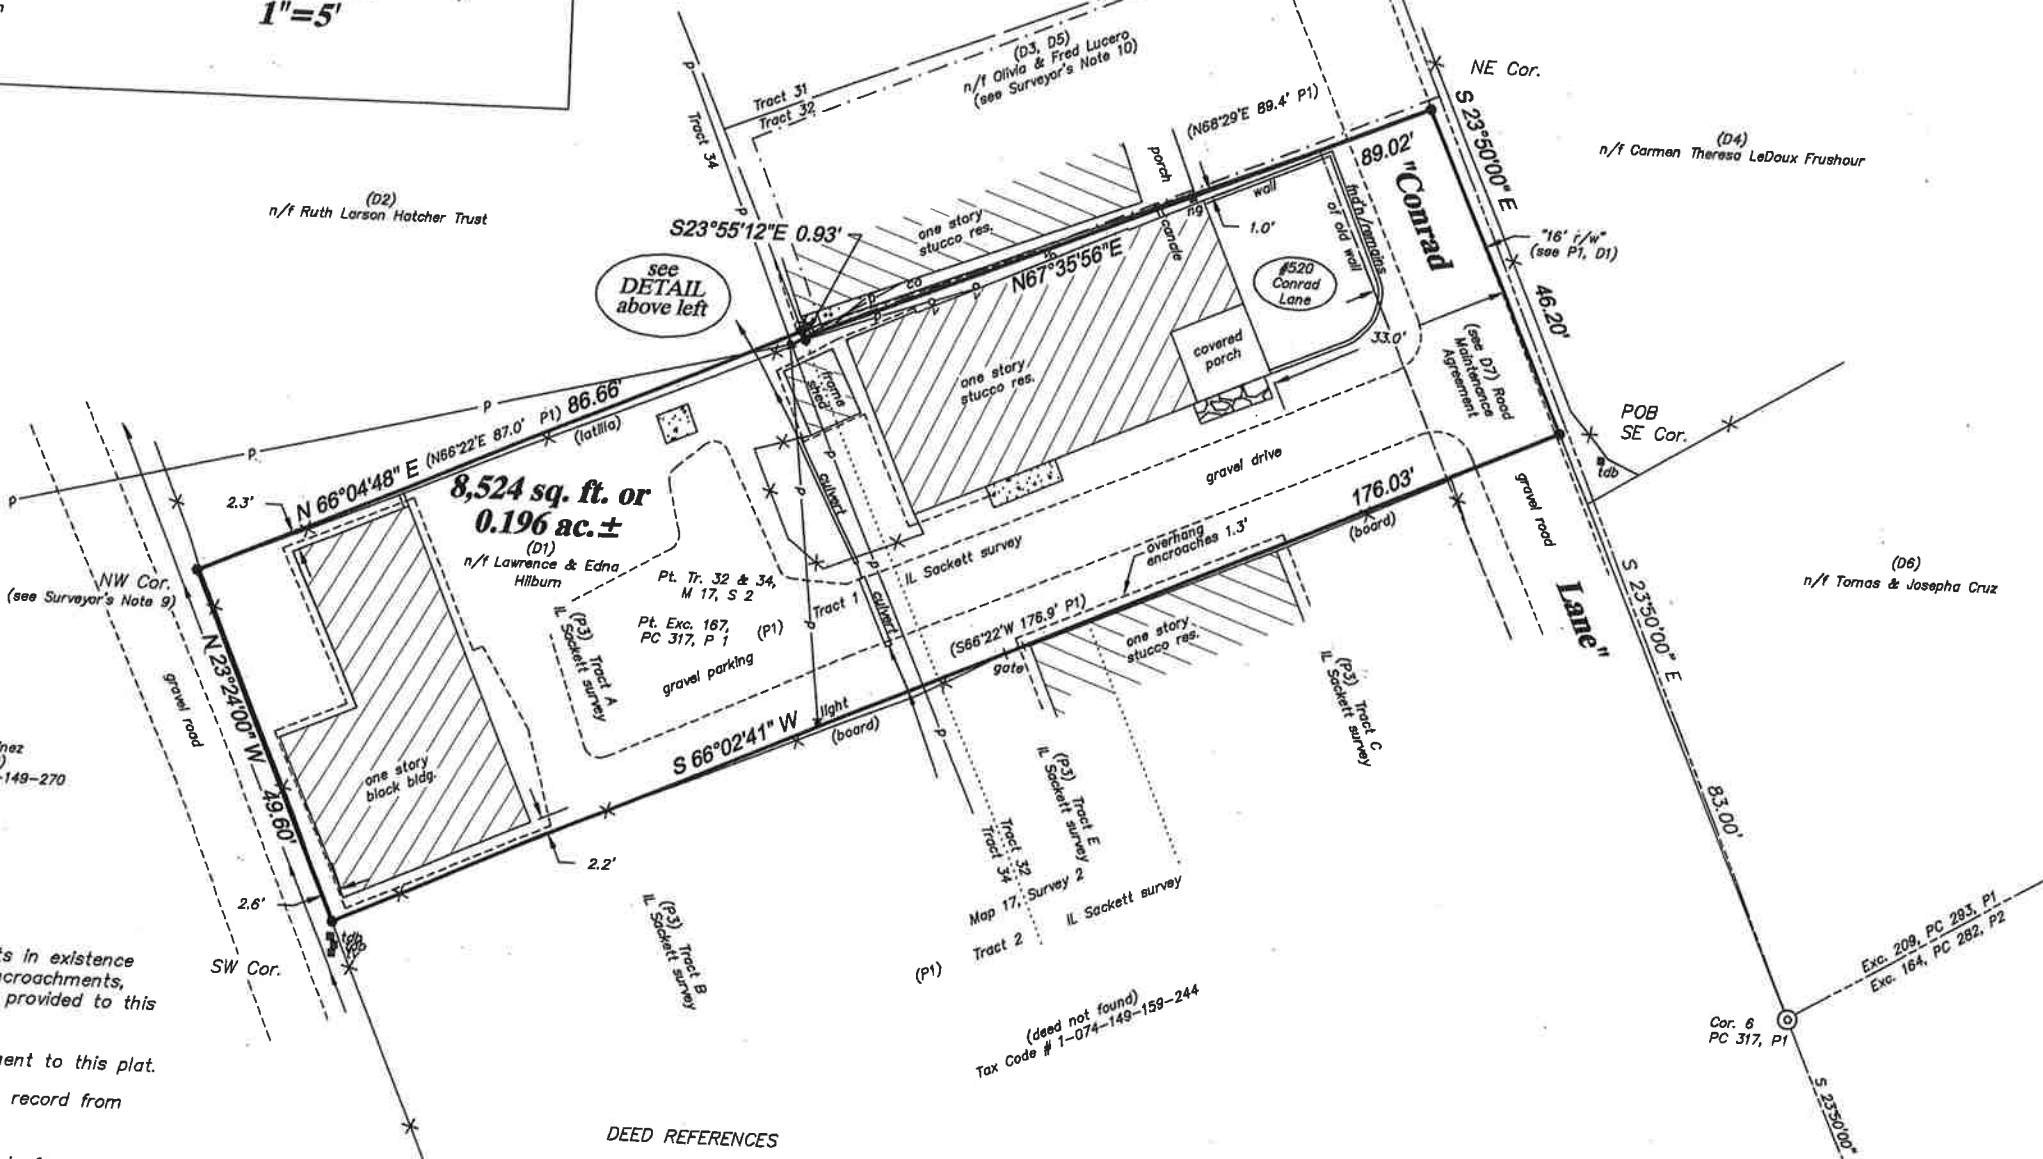 1"=5'
NE Cor.
(D3, D5)
n/f Olivia & Fred Lucero
(see Surveyor's Note 10)
Tract 31
Tract 32
Tract 34
(N68°29'E 89.4' P1)
89.02'
S 23°50'00" E
(D4)
n/f Carmen Theresa LeDoux Frushour
(D2)
n/f Ruth Larson Hatcher Trust
S23°55'12"E 0.93'
one story
stucco res.
porch
wall
1.0'
canale
fnd'n/remains
of old wall
"Conrad
"16' r/w"
(see P1, D1)
see
DETAIL
above left
N67°35'56"E
#520
Conrad
Lane
46.20'
33.0'
covered
porch
(see D7) Road
Maintenance
Agreement
one story
stucco res.
frame
shed
POB
SE Cor.
tdb
N 66°04'48" E (N66°22'E 87.0' P1) 86.66'
(latilla)
2.3'
8,524 sq. ft. or
0.196 ac.±
(D1)
n/f Lawrence & Edna
Hilburn
culvert
gravel drive
176.03'
(board)
gravel road
IL Sackett survey
overhang
encroaches 1.3'
NW Cor.
(see Surveyor's Note 9)
Pt. Tr. 32 & 34,
M 17, S 2
Pt. Exc. 167,
PC 317, P 1
(P1)
Tract 1
culvert
(S66°22'W 176.9' P1)
gate
one story
stucco res.
Lane"
S 23°50'00" E
(D6)
n/f Tomas & Josepha Cruz
(P3) Tract A
IL Sackett survey
gravel parking
N 23°24'00" W
gravel road
49.60'
S 66°02'41" W
light
(board)
(P3) Tract C
IL Sackett survey
(P3) Tract E
IL Sackett survey
one story
block bldg.
-149-270
83.00'
2.2'
2.6'
tdb
SW Cor.
(P3) Tract B
IL Sackett survey
Tract 32
Tract 34
Map 17, Survey 2
IL Sackett survey
Tract 2
(P1)
in existence
provided to this
to this plat.
record from
(deed not found)
Tax Code # 1-074-149-159-244
Exc. 209, PC 293, P1
Exc. 164, PC 282, P2
Cor. 6
PC 317, P1
S 23°50'00"
DEED REFERENCES